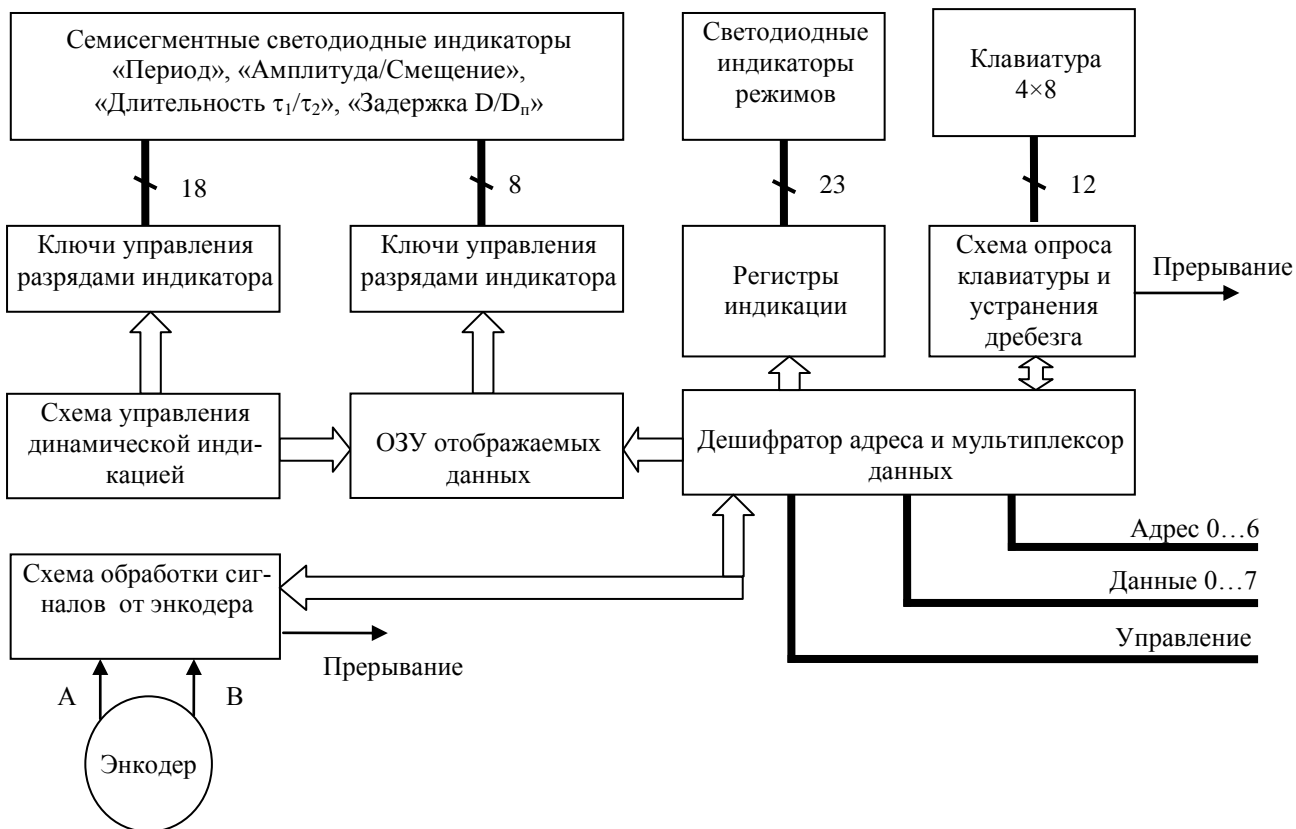 Семисегментные светодиодные индикаторы
«Период», «Амплитуда/Смещение»,
«Длительность τ₁/τ₂», «Задержка D/Dп»
Светодиодные
индикаторы
режимов
Клавиатура
4×8
18
8
23
12
Ключи управления
разрядами индикатора
Ключи управления
разрядами индикатора
Регистры
индикации
Схема опроса
клавиатуры и
устранения
дребезга
Прерывание
Схема управления
динамической инди-
кацией
ОЗУ отображаемых
данных
Дешифратор адреса и мультиплексор
данных
Адрес 0…6
Данные 0…7
Управление
Схема обработки сиг-
налов от энкодера
Прерывание
A
B
Энкодер